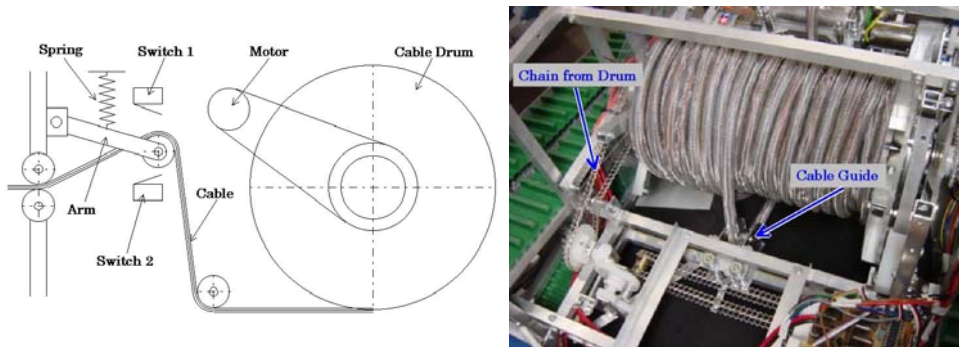 Spring
Switch 1
Motor
Cable Drum
Arm
Cable
Switch 2
Chain from Drum
Cable Guide